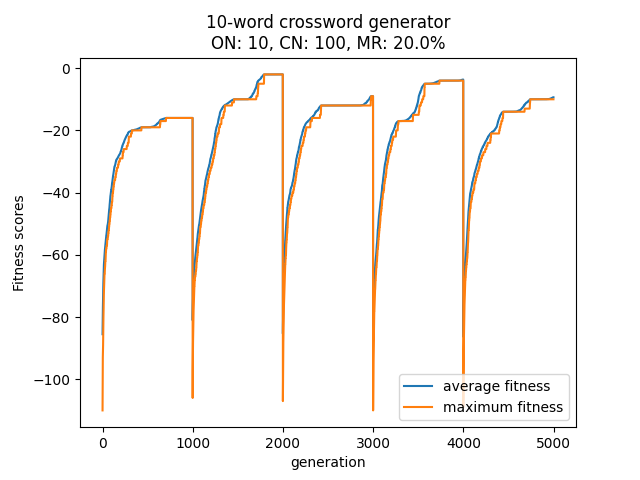 10-word crossword generator
ON: 10, CN: 100, MR: 20.0%
Fitness scores
0
−20
−40
−60
−80
−100
0
1000
2000
3000
4000
5000
generation
average fitness
maximum fitness